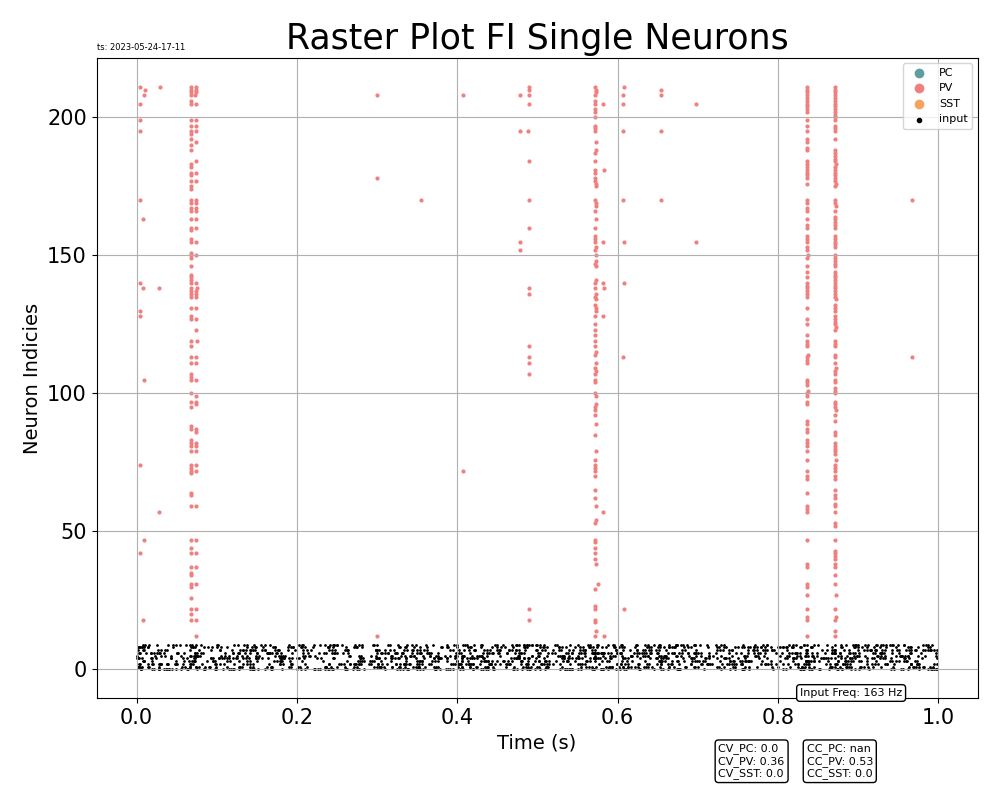 Raster Plot FI Single Neurons
ts: 2023-05-24-17-11
PC
PV
SST
input
Neuron Indicies
200
150
100
50
0
0.0 0.2 0.4 0.6 0.8 1.0
Time (s)
Input Freq: 163 Hz
CV_PC: 0.0
CV_PV: 0.36
CV_SST: 0.0
CC_PC: nan
CC_PV: 0.53
CC_SST: 0.0